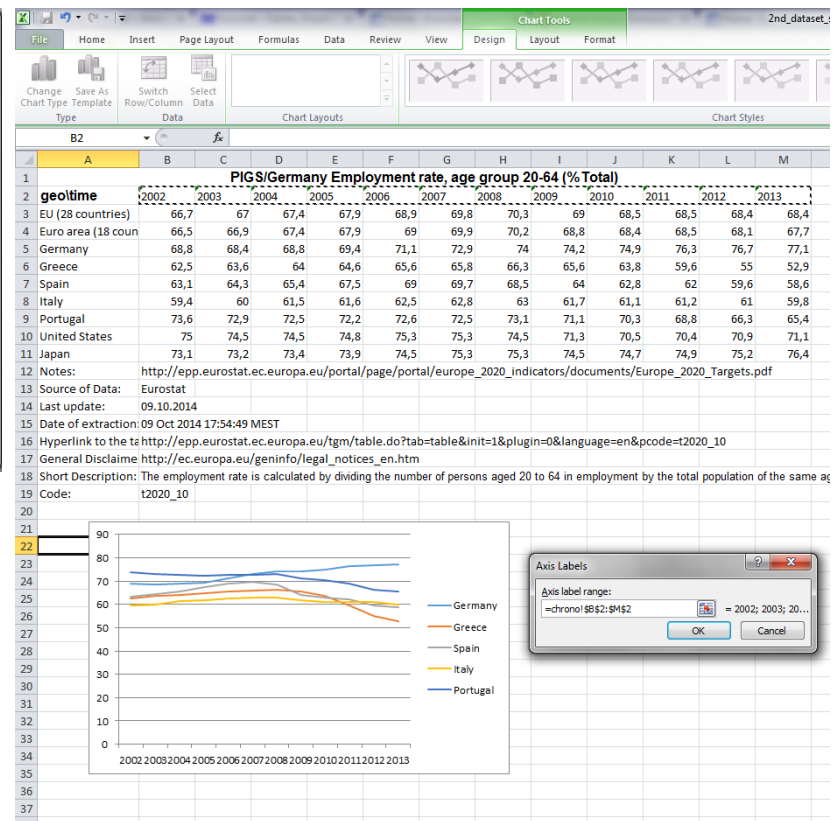 Chart Tools 2nd_dataset_s
File Home Insert Page Layout Formulas Data Review View Design Layout Format
Change Chart Type Save As Template Switch Row/Column Select Data
Type Data Chart Layouts Chart Styles
B2 fx
A B C D E F G H I J K L M
1 PIGS/Germany Employment rate, age group 20-64 (% Total)
2 geo\time 2002 2003 2004 2005 2006 2007 2008 2009 2010 2011 2012 2013
3 EU (28 countries) 66,7 67 67,4 67,9 68,9 69,8 70,3 69 68,5 68,5 68,4 68,4
4 Euro area (18 coun 66,5 66,9 67,4 67,9 69 69,9 70,2 68,8 68,4 68,5 68,1 67,7
5 Germany 68,8 68,4 68,8 69,4 71,1 72,9 74 74,2 74,9 76,3 76,7 77,1
6 Greece 62,5 63,6 64 64,6 65,6 65,8 66,3 65,6 63,8 59,6 55 52,9
7 Spain 63,1 64,3 65,4 67,5 69 69,7 68,5 64 62,8 62 59,6 58,6
8 Italy 59,4 60 61,5 61,6 62,5 62,8 63 61,7 61,1 61,2 61 59,8
9 Portugal 73,6 72,9 72,5 72,2 72,6 72,5 73,1 71,1 70,3 68,8 66,3 65,4
10 United States 75 74,5 74,5 74,8 75,3 75,3 74,5 71,3 70,5 70,4 70,9 71,1
11 Japan 73,1 73,2 73,4 73,9 74,5 75,3 75,3 74,5 74,7 74,9 75,2 76,4
12 Notes: http://epp.eurostat.ec.europa.eu/portal/page/portal/europe_2020_indicators/documents/Europe_2020_Targets.pdf
13 Source of Data: Eurostat
14 Last update: 09.10.2014
15 Date of extraction: 09 Oct 2014 17:54:49 MEST
16 Hyperlink to the ta http://epp.eurostat.ec.europa.eu/tgm/table.do?tab=table&init=1&plugin=0&language=en&pcode=t2020_10
17 General Disclaime http://ec.europa.eu/geninfo/legal_notices_en.htm
18 Short Description: The employment rate is calculated by dividing the number of persons aged 20 to 64 in employment by the total population of the same ag
19 Code: t2020_10
20
21
22
23
24
25
26
27
28
29
30
31
32
33
34
35
36
37
90
80
70
60
50
40
30
20
10
0
2002 2003 2004 2005 2006 2007 2008 2009 2010 2011 2012 2013
Germany
Greece
Spain
Italy
Portugal
Axis Labels
Axis label range:
=chrono!$B$2:$M$2 = 2002; 2003; 20...
OK Cancel